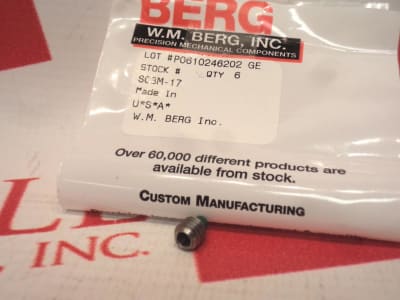 BERG
W.M. BERG, INC.
PRECISION MECHANICAL COMPONENTS
LOT #P0610246202 GE
STOCK # QTY 6
SC3M-17
Made In
U*S*A*
W.M. BERG Inc.
Over 60,000 different products are
available from stock.
CUSTOM MANUFACTURING
INC.